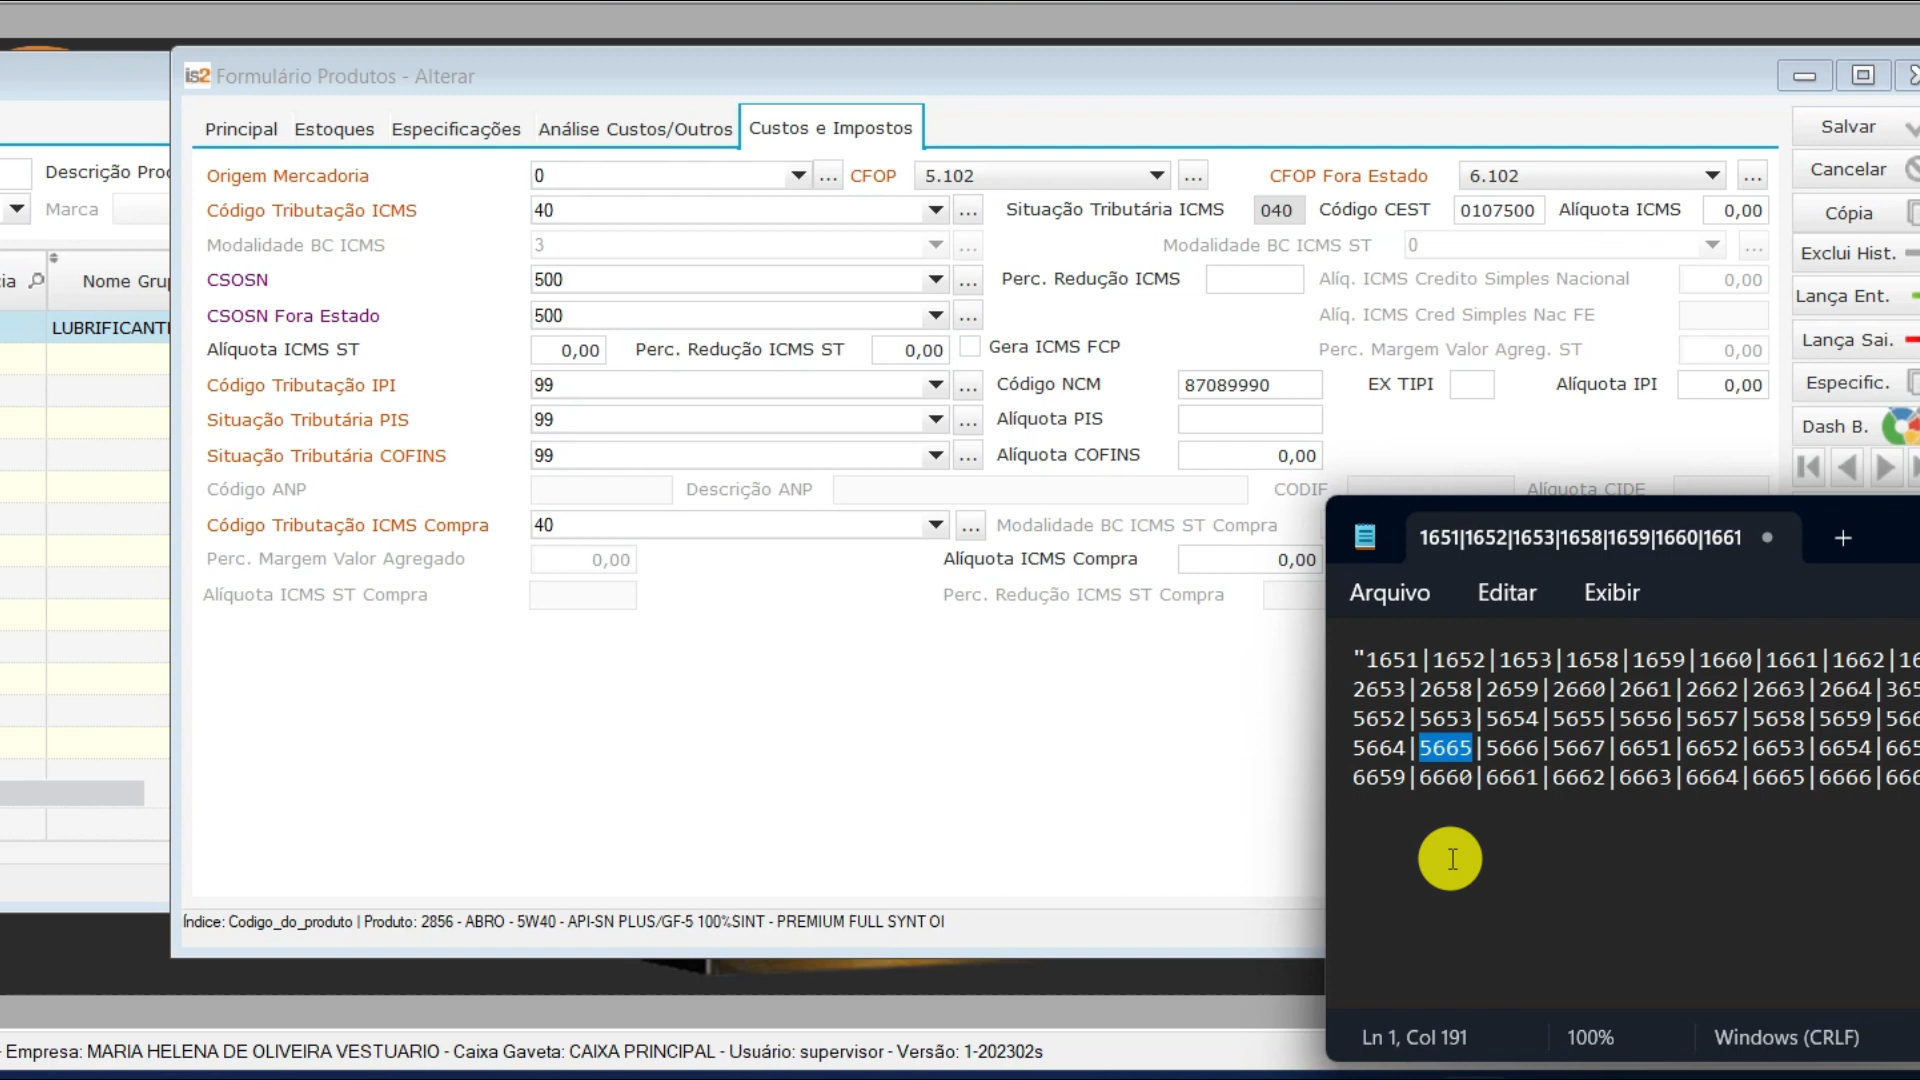 is2 Formulário Produtos - Alterar
Principal Estoques Especificações Análise Custos/Outros Custos e Impostos
Salvar
Cancelar
Cópia
Exclui Hist.
Lança Ent.
Lança Sai.
Especific.
Dash B.
Descrição Proc
Marca
Nome Gru
LUBRIFICANT
Origem Mercadoria 0 ... CFOP 5.102 ... CFOP Fora Estado 6.102 ...
Código Tributação ICMS 40 ... Situação Tributária ICMS 040 Código CEST 0107500 Alíquota ICMS 0,00
Modalidade BC ICMS 3 ... Modalidade BC ICMS ST 0 ...
CSOSN 500 ... Perc. Redução ICMS Alíq. ICMS Credito Simples Nacional 0,00
CSOSN Fora Estado 500 ... Alíq. ICMS Cred Simples Nac FE
Alíquota ICMS ST 0,00 Perc. Redução ICMS ST 0,00 Gera ICMS FCP Perc. Margem Valor Agreg. ST 0,00
Código Tributação IPI 99 ... Código NCM 87089990 EX TIPI Alíquota IPI 0,00
Situação Tributária PIS 99 ... Alíquota PIS
Situação Tributária COFINS 99 ... Alíquota COFINS 0,00
Código ANP Descrição ANP CODIF Alíquota CIDE
Código Tributação ICMS Compra 40 ... Modalidade BC ICMS ST Compra
Perc. Margem Valor Agregado 0,00 Alíquota ICMS Compra 0,00
Alíquota ICMS ST Compra Perc. Redução ICMS ST Compra
Índice: Codigo_do_produto | Produto: 2856 - ABRO - 5W40 - API-SN PLUS/GF-5 100%SINT - PREMIUM FULL SYNT OI
1651|1652|1653|1658|1659|1660|1661
Arquivo Editar Exibir
"1651|1652|1653|1658|1659|1660|1661|1662|16
2653|2658|2659|2660|2661|2662|2663|2664|365
5652|5653|5654|5655|5656|5657|5658|5659|566
5664|5665|5666|5667|6651|6652|6653|6654|665
6659|6660|6661|6662|6663|6664|6665|6666|666
Ln 1, Col 191 100% Windows (CRLF)
- Empresa: MARIA HELENA DE OLIVEIRA VESTUARIO - Caixa Gaveta: CAIXA PRINCIPAL - Usuário: supervisor - Versão: 1-202302s